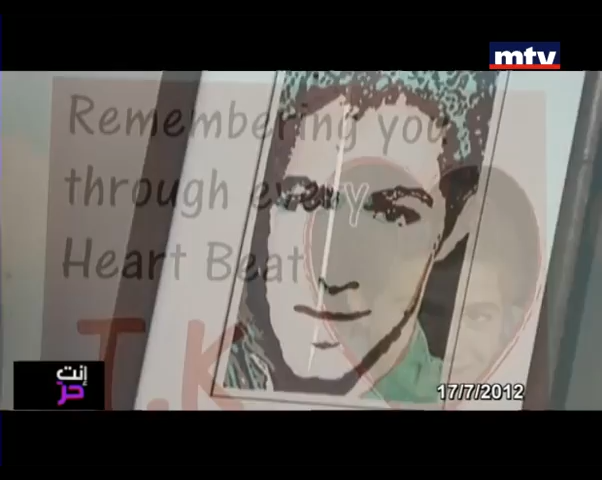 mtv
Remembering you
through every
Heart Beat
T.K
إنت
حر
17/7/2012